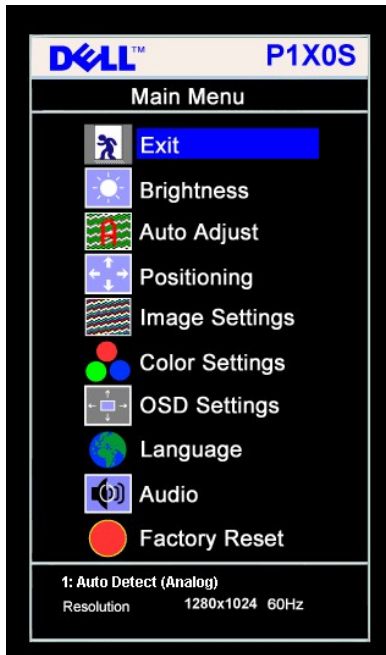 DELL™ P1X0S
Main Menu
Exit
Brightness
A
Auto Adjust
Positioning
Image Settings
Color Settings
OSD Settings
Language
Audio
Factory Reset
1: Auto Detect (Analog)
Resolution 1280x1024 60Hz